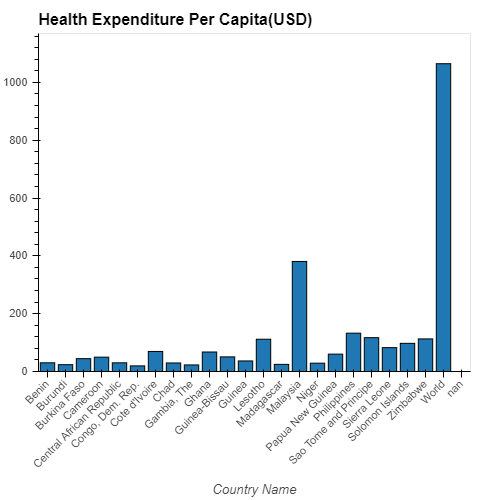 Health Expenditure Per Capita(USD)
1000
800
600
400
200
0
Benin
Burundi
Burkina Faso
Cameroon
Central African Republic
Congo, Dem. Rep.
Cote d'Ivoire
Chad
Gambia, The
Ghana
Guinea-Bissau
Guinea
Lesotho
Madagascar
Malaysia
Niger
Papua New Guinea
Philippines
Sao Tome and Principe
Sierra Leone
Solomon Islands
Zimbabwe
World
nan
Country Name